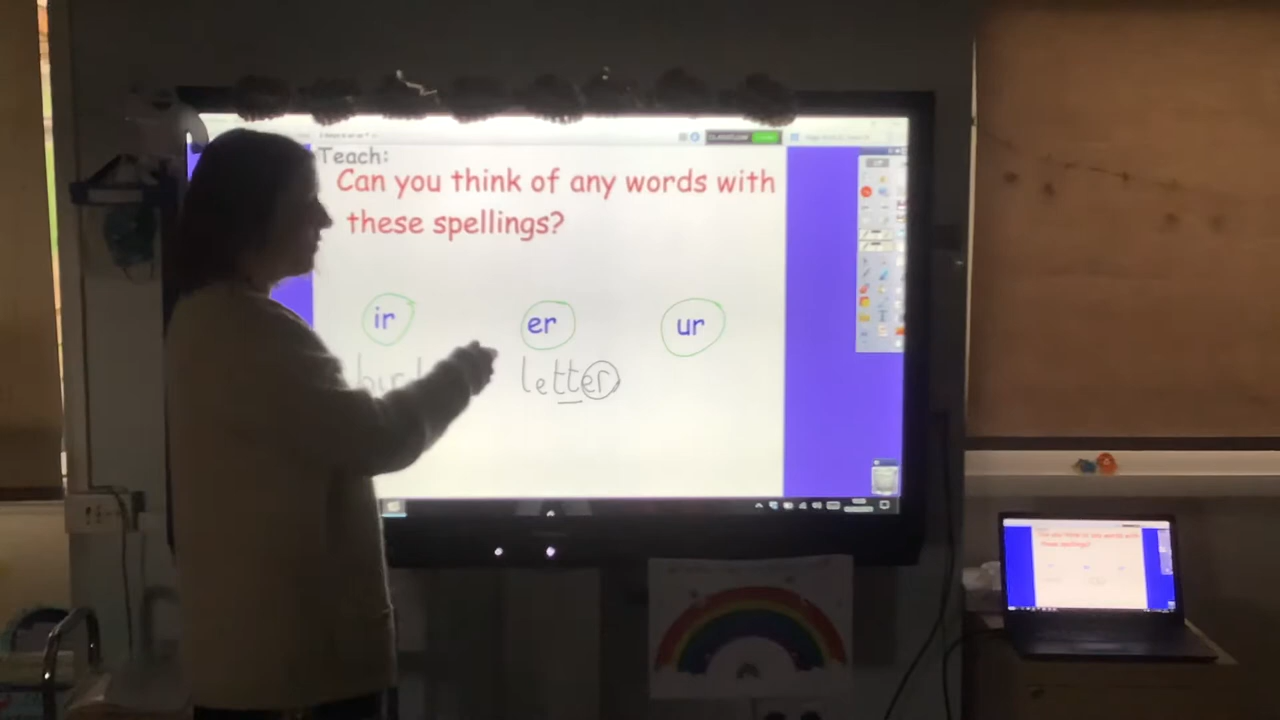 Teach:
Can you think of any words with
these spellings?
ir er ur
letter